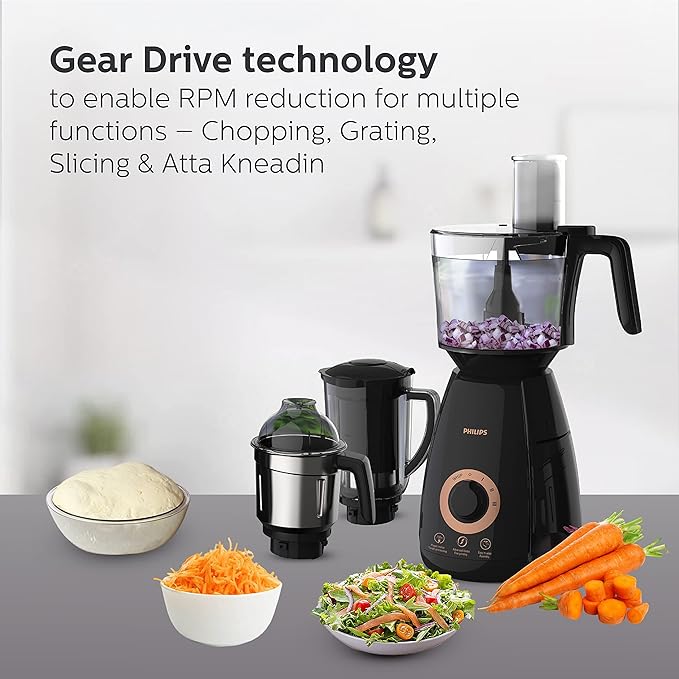 Gear Drive technology
to enable RPM reduction for multiple
functions – Chopping, Grating,
Slicing & Atta Kneadin
PHILIPS